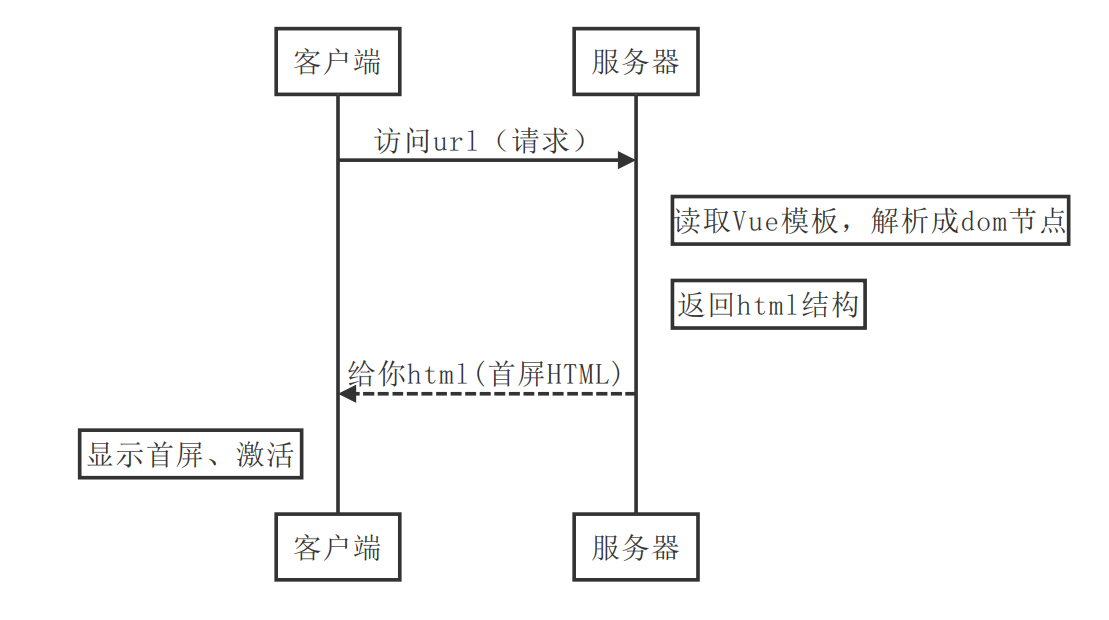 客户端
服务器
访问url（请求）
读取Vue模板，解析成dom节点
返回html结构
给你html(首屏HTML)
显示首屏、激活
客户端
服务器